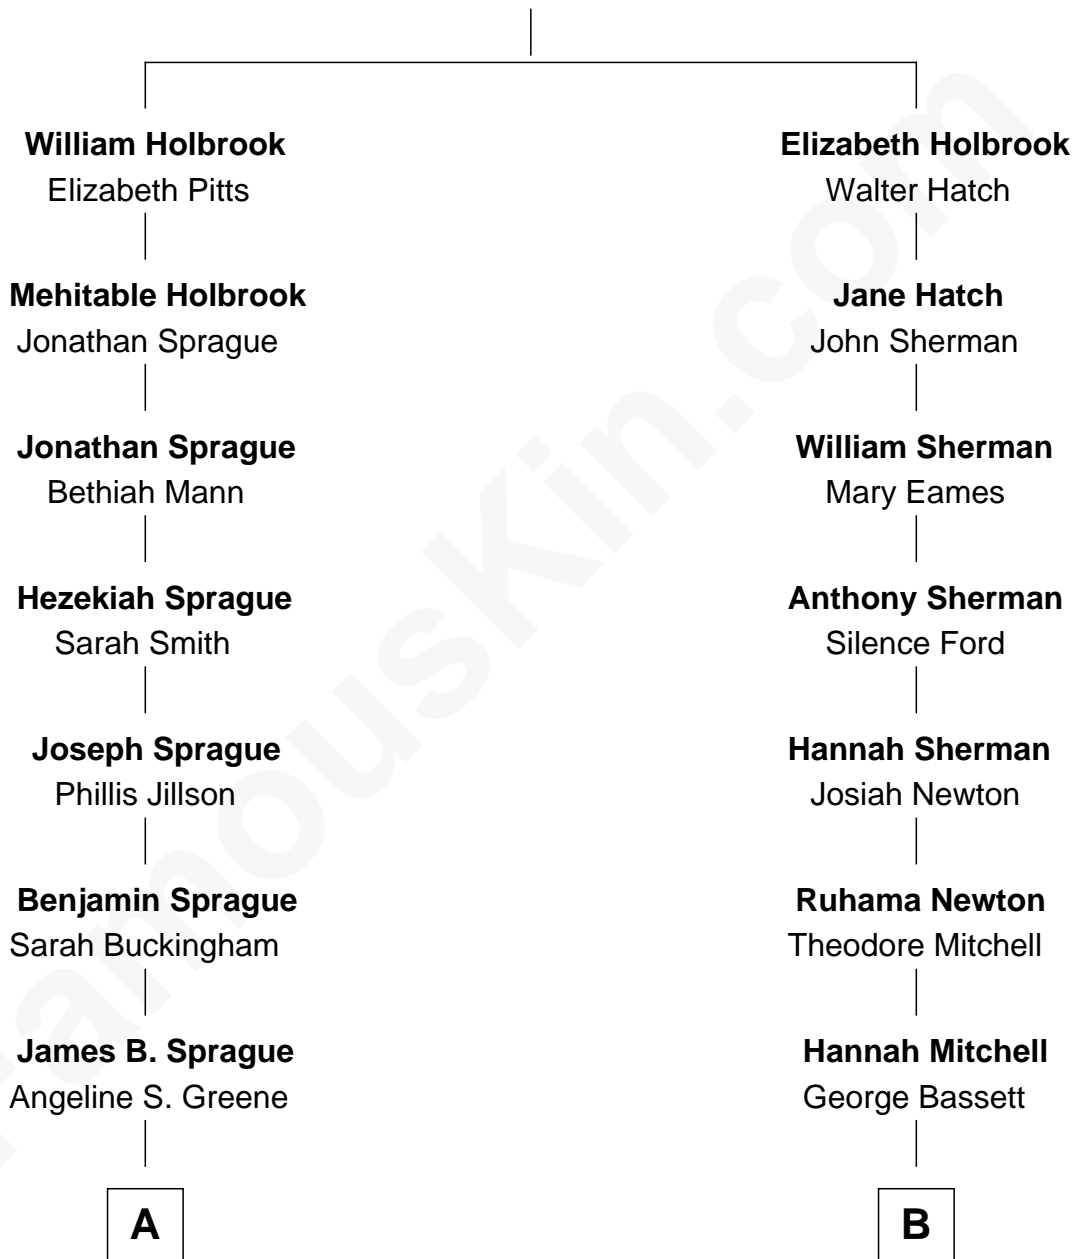 William Holbrook
Elizabeth Pitts
Mehitable Holbrook
Jonathan Sprague
Jonathan Sprague
Bethiah Mann
Hezekiah Sprague
Sarah Smith
Joseph Sprague
Phillis Jillson
Benjamin Sprague
Sarah Buckingham
James B. Sprague
Angeline S. Greene
A
Elizabeth Holbrook
Walter Hatch
Jane Hatch
John Sherman
William Sherman
Mary Eames
Anthony Sherman
Silence Ford
Hannah Sherman
Josiah Newton
Ruhama Newton
Theodore Mitchell
Hannah Mitchell
George Bassett
B
FamousKin.com